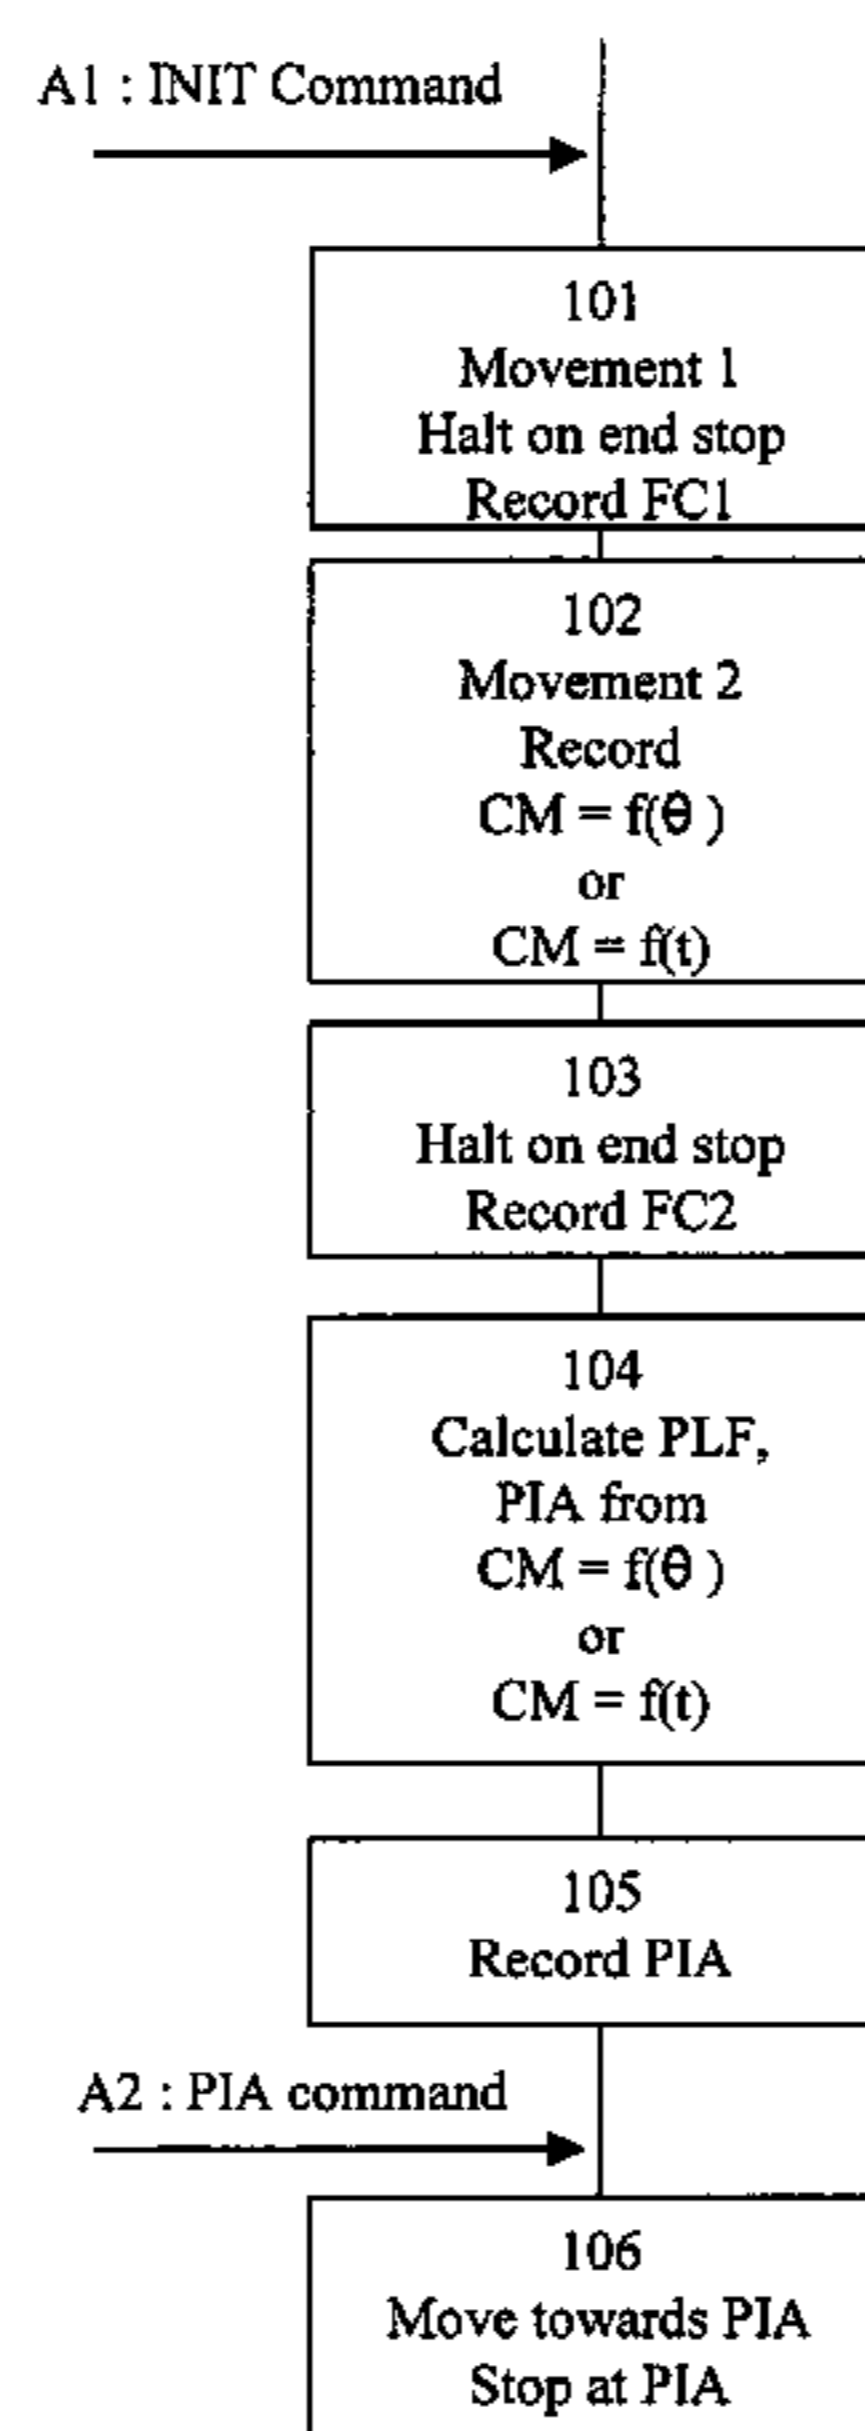 A1 : INIT Command
101
Movement 1
Halt on end stop
Record FC1
102
Movement 2
Record
CM = f(θ )
or
CM = f(t)
103
Halt on end stop
Record FC2
104
Calculate PLF,
PIA from
CM = f(θ )
or
CM = f(t)
105
Record PIA
A2 : PIA command
106
Move towards PIA
Stop at PIA